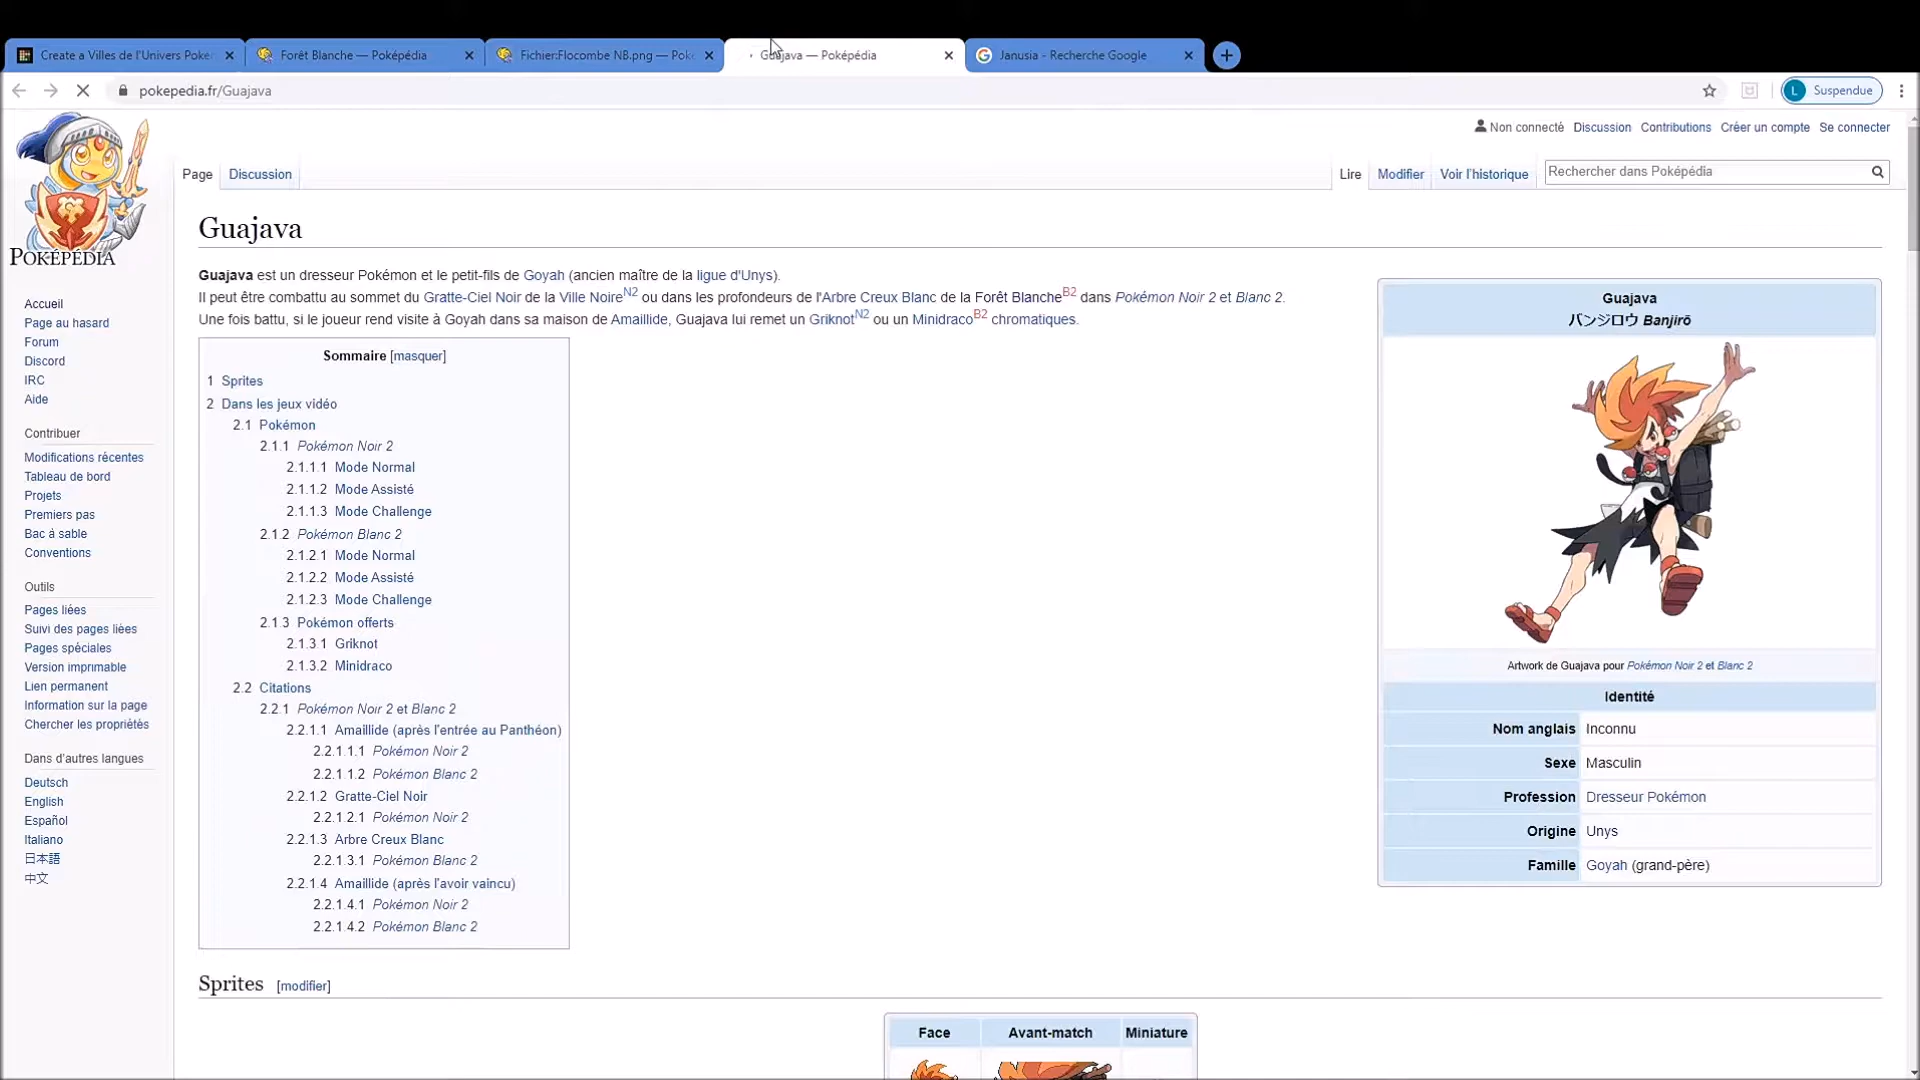 Create a Villes de l'Univers Poké
Forêt Blanche — Poképédia
Fichier:Flocombe NB.png — Pok
Guajava — Poképédia
Janusia - Recherche Google
pokepedia.fr/Guajava
L Suspendue
Non connecté Discussion Contributions Créer un compte Se connecter
POKÉPÉDIA
Page Discussion
Lire Modifier Voir l'historique
Rechercher dans Poképédia
Accueil
Page au hasard
Forum
Discord
IRC
Aide
Contribuer
Modifications récentes
Tableau de bord
Projets
Premiers pas
Bac à sable
Conventions
Outils
Pages liées
Suivi des pages liées
Pages spéciales
Version imprimable
Lien permanent
Information sur la page
Chercher les propriétés
Dans d'autres langues
Deutsch
English
Español
Italiano
日本語
中文
Guajava
Guajava est un dresseur Pokémon et le petit-fils de Goyah (ancien maître de la ligue d'Unys).
Il peut être combattu au sommet du Gratte-Ciel Noir de la Ville Noire N2 ou dans les profondeurs de l'Arbre Creux Blanc de la Forêt Blanche B2 dans Pokémon Noir 2 et Blanc 2.
Une fois battu, si le joueur rend visite à Goyah dans sa maison de Amaillide, Guajava lui remet un Griknot N2 ou un Minidraco B2 chromatiques.
Sommaire [masquer]
1 Sprites
2 Dans les jeux vidéo
2.1 Pokémon
2.1.1 Pokémon Noir 2
2.1.1.1 Mode Normal
2.1.1.2 Mode Assisté
2.1.1.3 Mode Challenge
2.1.2 Pokémon Blanc 2
2.1.2.1 Mode Normal
2.1.2.2 Mode Assisté
2.1.2.3 Mode Challenge
2.1.3 Pokémon offerts
2.1.3.1 Griknot
2.1.3.2 Minidraco
2.2 Citations
2.2.1 Pokémon Noir 2 et Blanc 2
2.2.1.1 Amaillide (après l'entrée au Panthéon)
2.2.1.1.1 Pokémon Noir 2
2.2.1.1.2 Pokémon Blanc 2
2.2.1.2 Gratte-Ciel Noir
2.2.1.2.1 Pokémon Noir 2
2.2.1.3 Arbre Creux Blanc
2.2.1.3.1 Pokémon Blanc 2
2.2.1.4 Amaillide (après l'avoir vaincu)
2.2.1.4.1 Pokémon Noir 2
2.2.1.4.2 Pokémon Blanc 2
Guajava
バンジロウ Banjirō
Artwork de Guajava pour Pokémon Noir 2 et Blanc 2
Identité
Nom anglais Inconnu
Sexe Masculin
Profession Dresseur Pokémon
Origine Unys
Famille Goyah (grand-père)
Sprites [modifier]
Face Avant-match Miniature